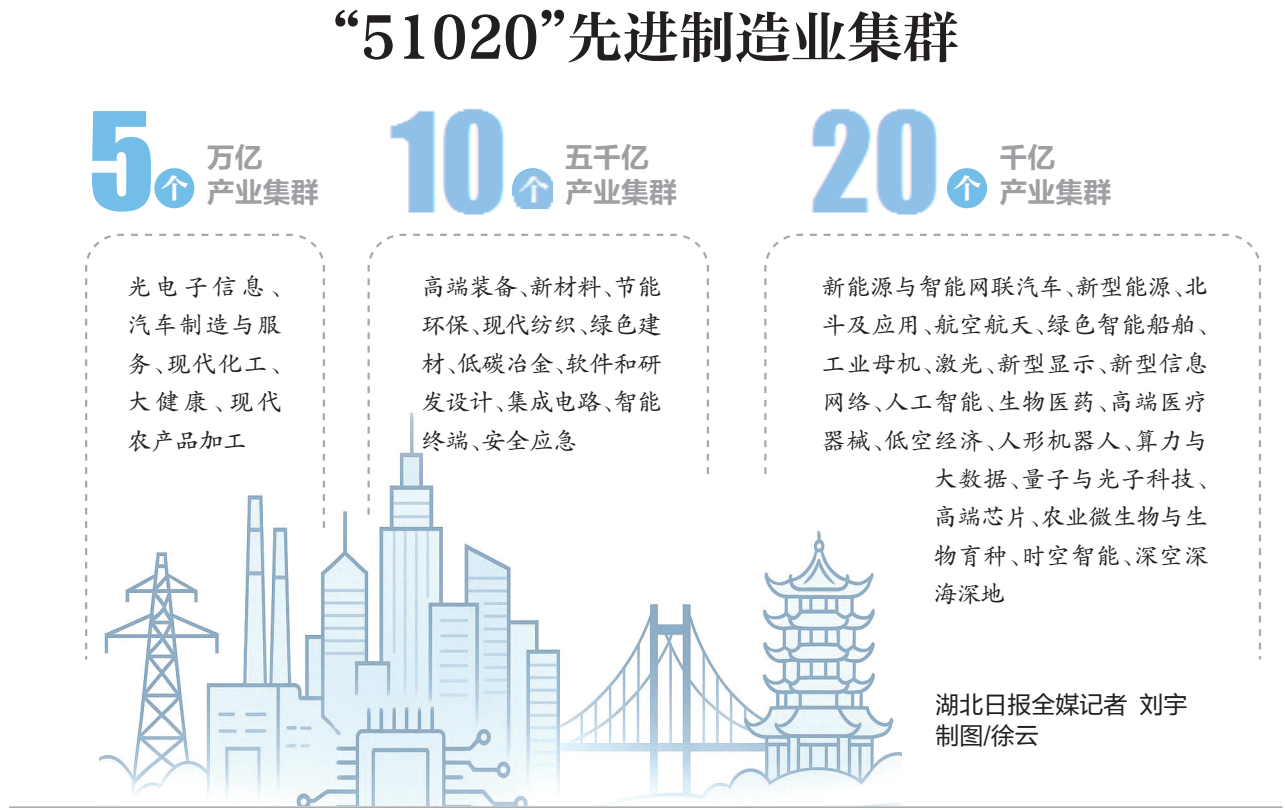 “51020”先进制造业集群
5个
万亿
产业集群
光电子信息、
汽车制造与服
务、现代化工、
大健康、现代
农产品加工
10个
五千亿
产业集群
高端装备、新材料、节能
环保、现代纺织、绿色建
材、低碳冶金、软件和研
发设计、集成电路、智能
终端、安全应急
20个
千亿
产业集群
新能源与智能网联汽车、新型能源、北
斗及应用、航空航天、绿色智能船舶、
工业母机、激光、新型显示、新型信息
网络、人工智能、生物医药、高端医疗
器械、低空经济、人形机器人、算力与
大数据、量子与光子科技、
高端芯片、农业微生物与生
物育种、时空智能、深空深
海深地
湖北日报全媒记者 刘宇
制图/徐云